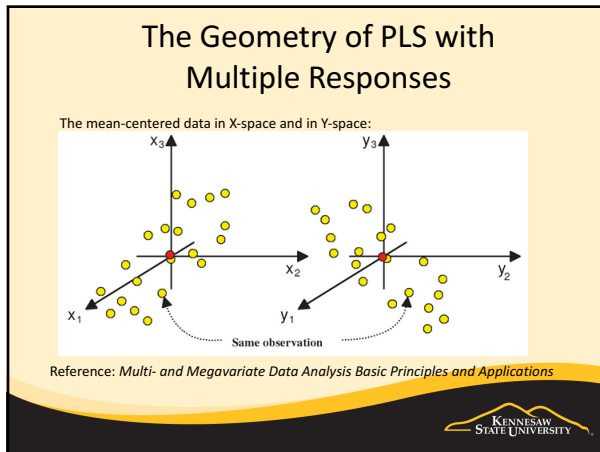 The Geometry of PLS with
Multiple Responses
The mean-centered data in X-space and in Y-space:
x3
y3
x2
y2
x1
y1
Same observation
Reference: Multi- and Megavariate Data Analysis Basic Principles and Applications
KENNESAW
STATE UNIVERSITY